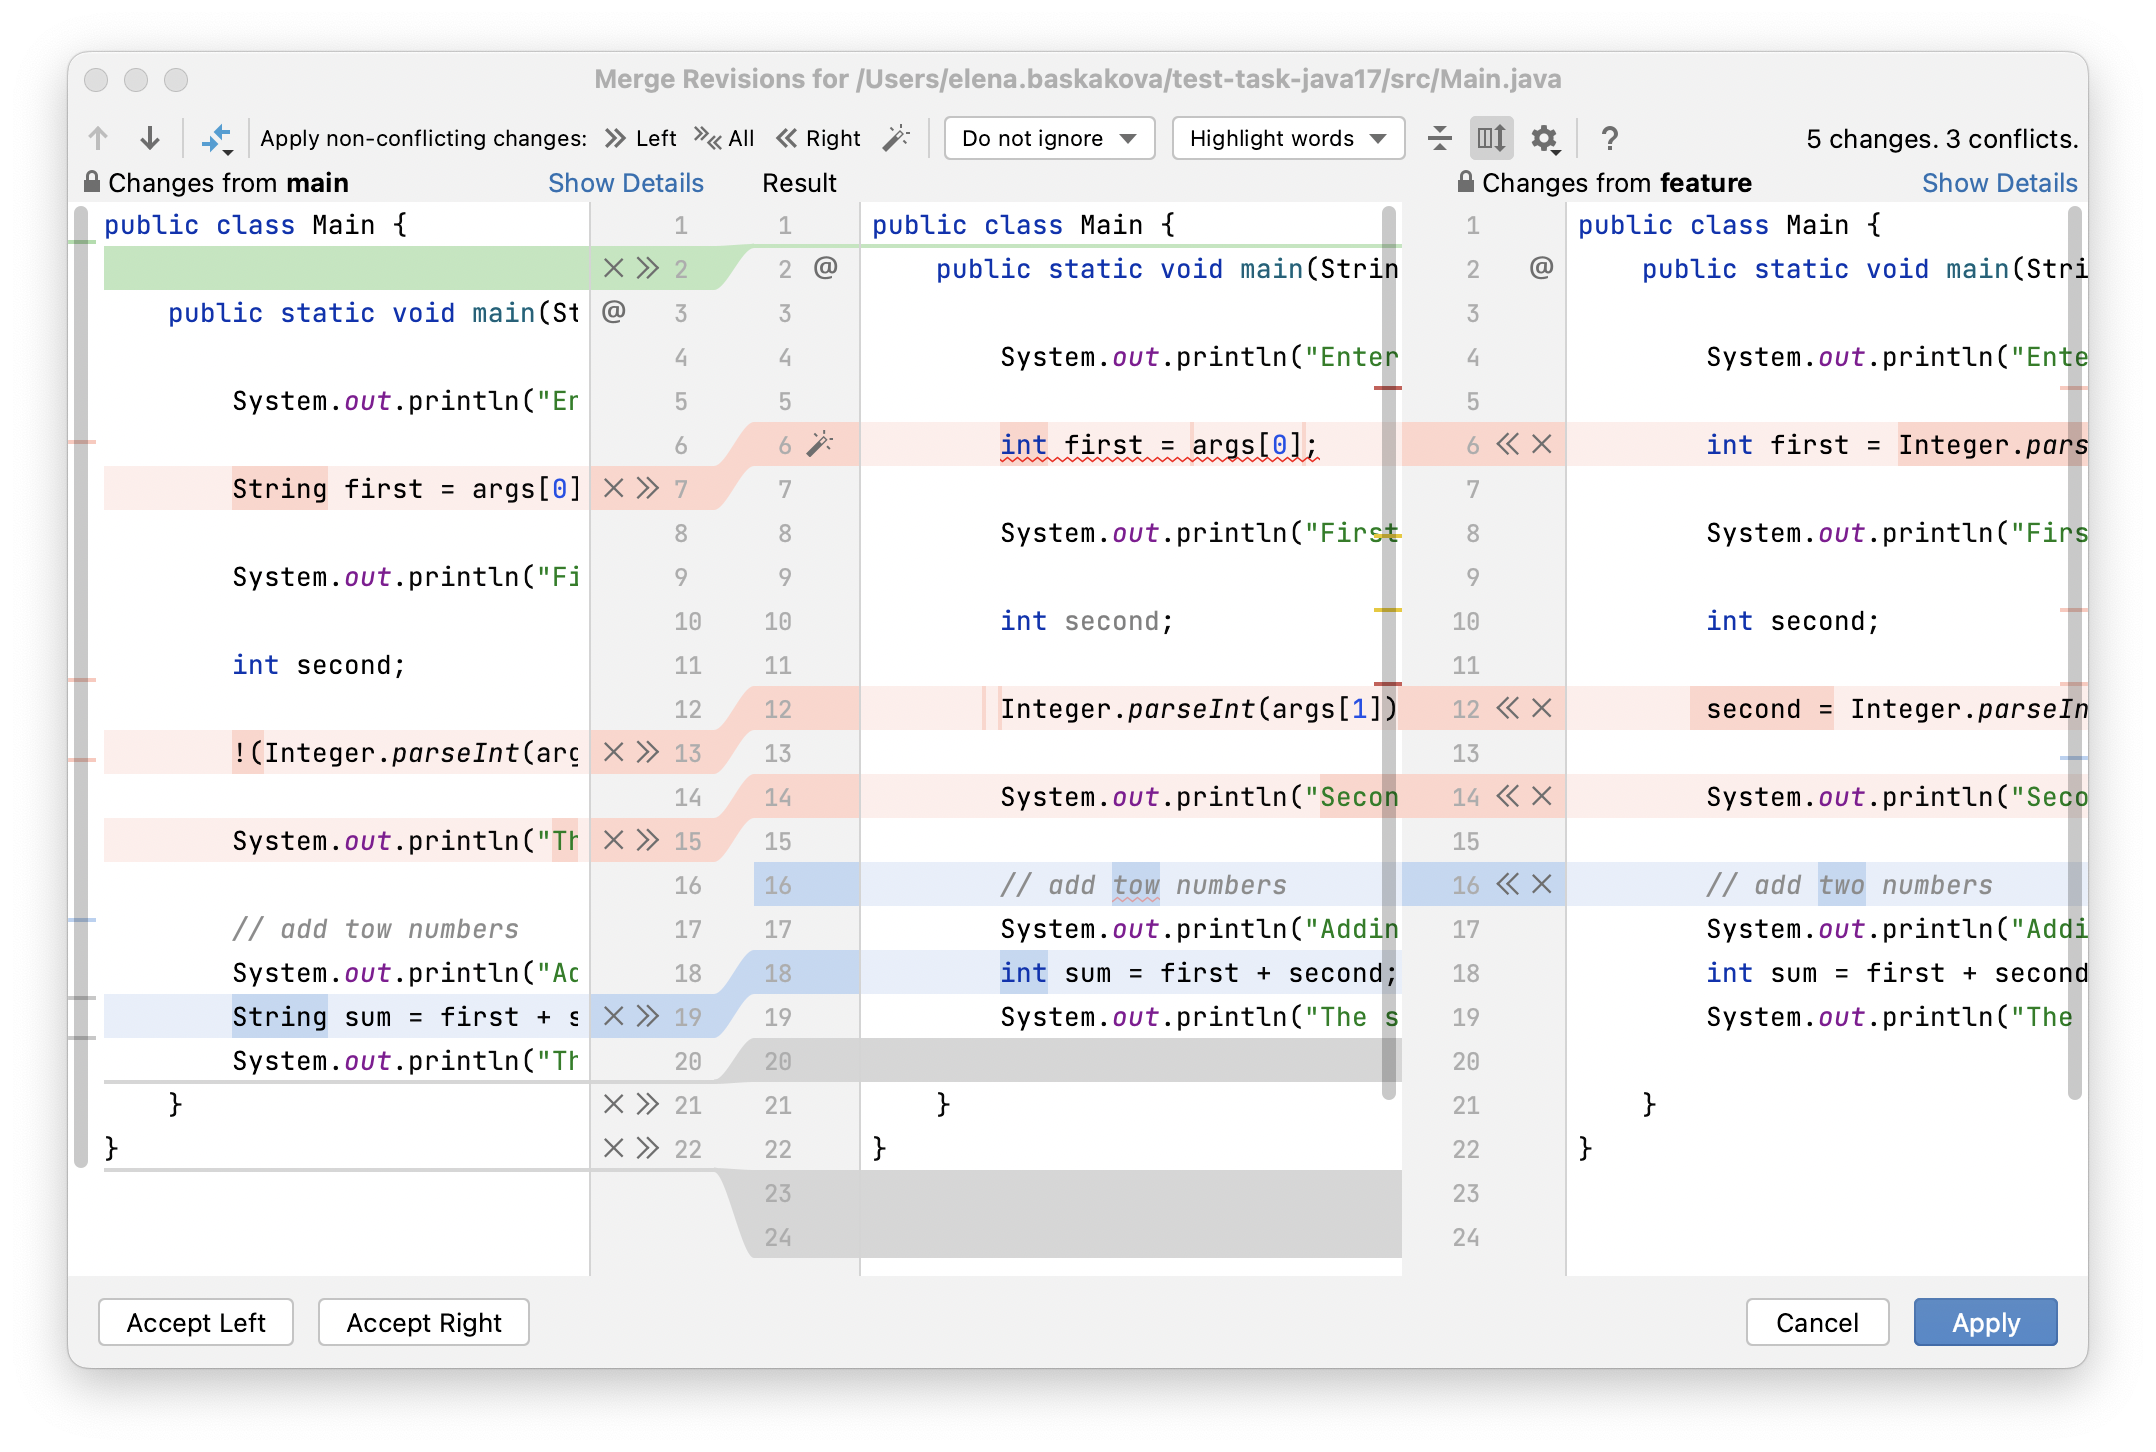 Merge Revisions for /Users/elena.baskakova/test-task-java17/src/Main.java
Apply non-conflicting changes: Left All Right Do not ignore Highlight words ? 5 changes. 3 conflicts.
Changes from main Show Details
public class Main {
public static void main(St
System.out.println("Er
String first = args[0]
System.out.println("Fi
int second;
!(Integer.parseInt(arg
System.out.println("Th
// add tow numbers
System.out.println("Ad
String sum = first + s
System.out.println("Th
}
}
1
2
@ 3
4
5
6
7
8
9
10
11
12
13
14
15
16
17
18
19
20
21
22
Result
1 public class Main {
2 @ public static void main(Strin
3
4 System.out.println("Enter
5
6 int first = args[0];
7
8 System.out.println("First
9
10 int second;
11
12 Integer.parseInt(args[1])
13
14 System.out.println("Secon
15
16 // add tow numbers
17 System.out.println("Addin
18 int sum = first + second;
19 System.out.println("The s
20
21 }
22 }
23
24
Changes from feature Show Details
1 public class Main {
2 @ public static void main(Stri
3
4 System.out.println("Ente
5
6 int first = Integer.pars
7
8 System.out.println("Firs
9
10 int second;
11
12 second = Integer.parseIn
13
14 System.out.println("Seco
15
16 // add two numbers
17 System.out.println("Addi
18 int sum = first + second
19 System.out.println("The
20
21 }
22 }
23
24
Accept Left Accept Right Cancel Apply